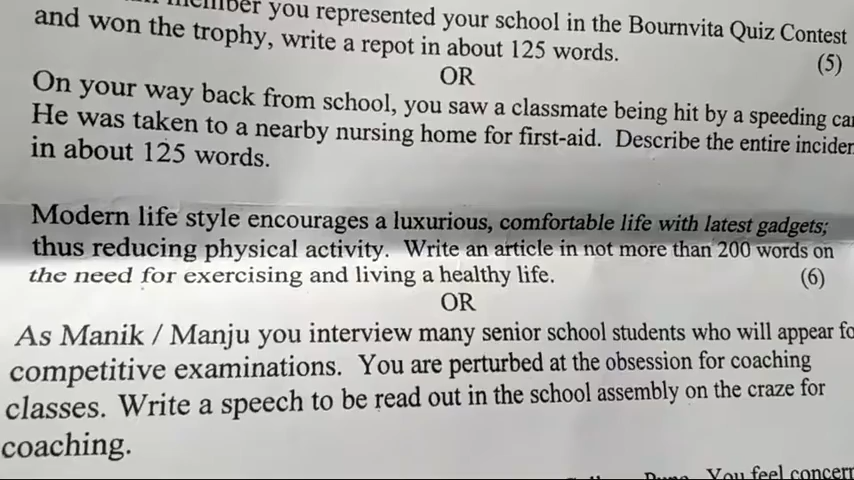 member you represented your school in the Bournvita Quiz Contest
and won the trophy, write a repot in about 125 words.
(5)
OR
On your way back from school, you saw a classmate being hit by a speeding
He was taken to a nearby nursing home for first-aid. Describe the entire
in about 125 words.
Modern life style encourages a luxurious, comfortable life with latest gadgets;
thus reducing physical activity. Write an article in not more than 200 words on
the need for exercising and living a healthy life.
(6)
OR
As Manik / Manju you interview many senior school students who will appear
competitive examinations. You are perturbed at the obsession for coaching
classes. Write a speech to be read out in the school assembly on the craze for
coaching.
You feel